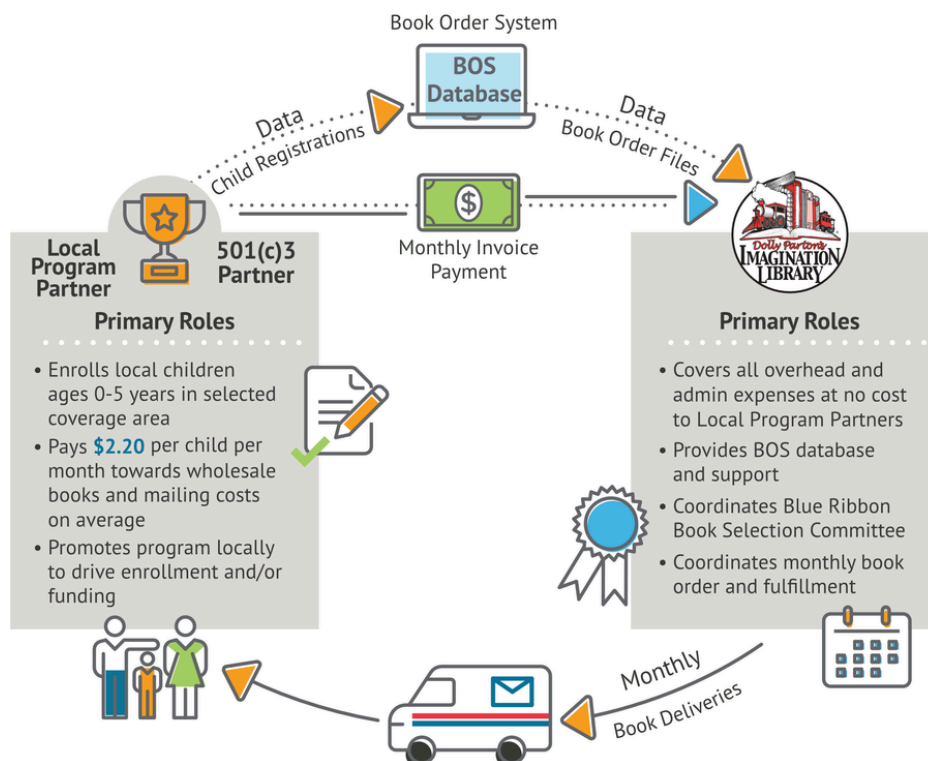 Book Order System
BOS
Database
Data
Child Registrations
Data
Book Order Files
$
Monthly Invoice
Payment
Local
Program
Partner
501(c)3
Partner
Primary Roles
• Enrolls local children
ages 0-5 years in selected
coverage area
• Pays $2.20 per child per
month towards wholesale
books and mailing costs
on average
• Promotes program locally
to drive enrollment and/or
funding
Dolly Parton's
IMAGINATION
LIBRARY
Primary Roles
• Covers all overhead and
admin expenses at no cost
to Local Program Partners
• Provides BOS database
and support
• Coordinates Blue Ribbon
Book Selection Committee
• Coordinates monthly book
order and fulfillment
Monthly
Book Deliveries